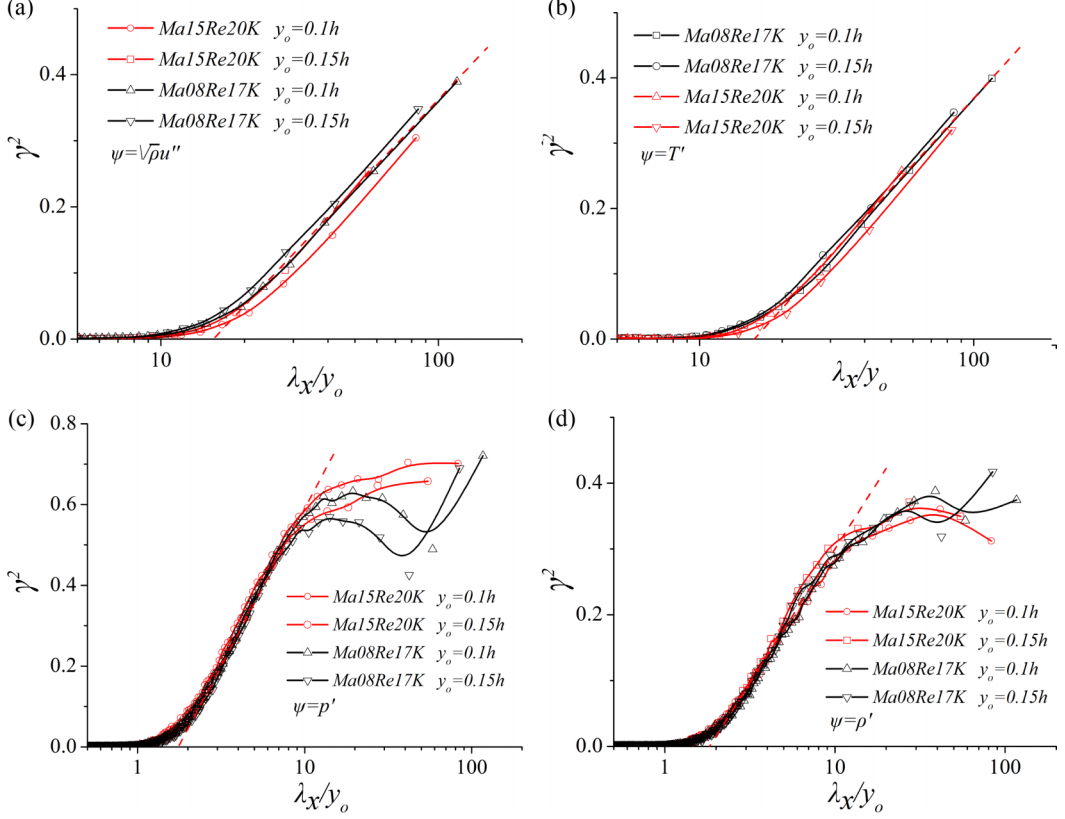 (a)
Ma15Re20K y_o=0.1h
Ma15Re20K y_o=0.15h
Ma08Re17K y_o=0.1h
Ma08Re17K y_o=0.15h
ψ=√ρu''
γ²
0.4
0.2
0.0
10
100
λx/y_o
(b)
Ma08Re17K y_o=0.1h
Ma08Re17K y_o=0.15h
Ma15Re20K y_o=0.1h
Ma15Re20K y_o=0.15h
ψ=T'
γ²
0.4
0.2
0.0
10
100
λx/y_o
(c)
0.8
0.6
0.4
0.2
0.0
γ²
Ma15Re20K y_o=0.1h
Ma15Re20K y_o=0.15h
Ma08Re17K y_o=0.1h
Ma08Re17K y_o=0.15h
ψ=p'
1
10
100
λx/y_o
(d)
0.4
0.2
0.0
γ²
Ma15Re20K y_o=0.1h
Ma15Re20K y_o=0.15h
Ma08Re17K y_o=0.1h
Ma08Re17K y_o=0.15h
ψ=ρ'
1
10
100
λx/y_o